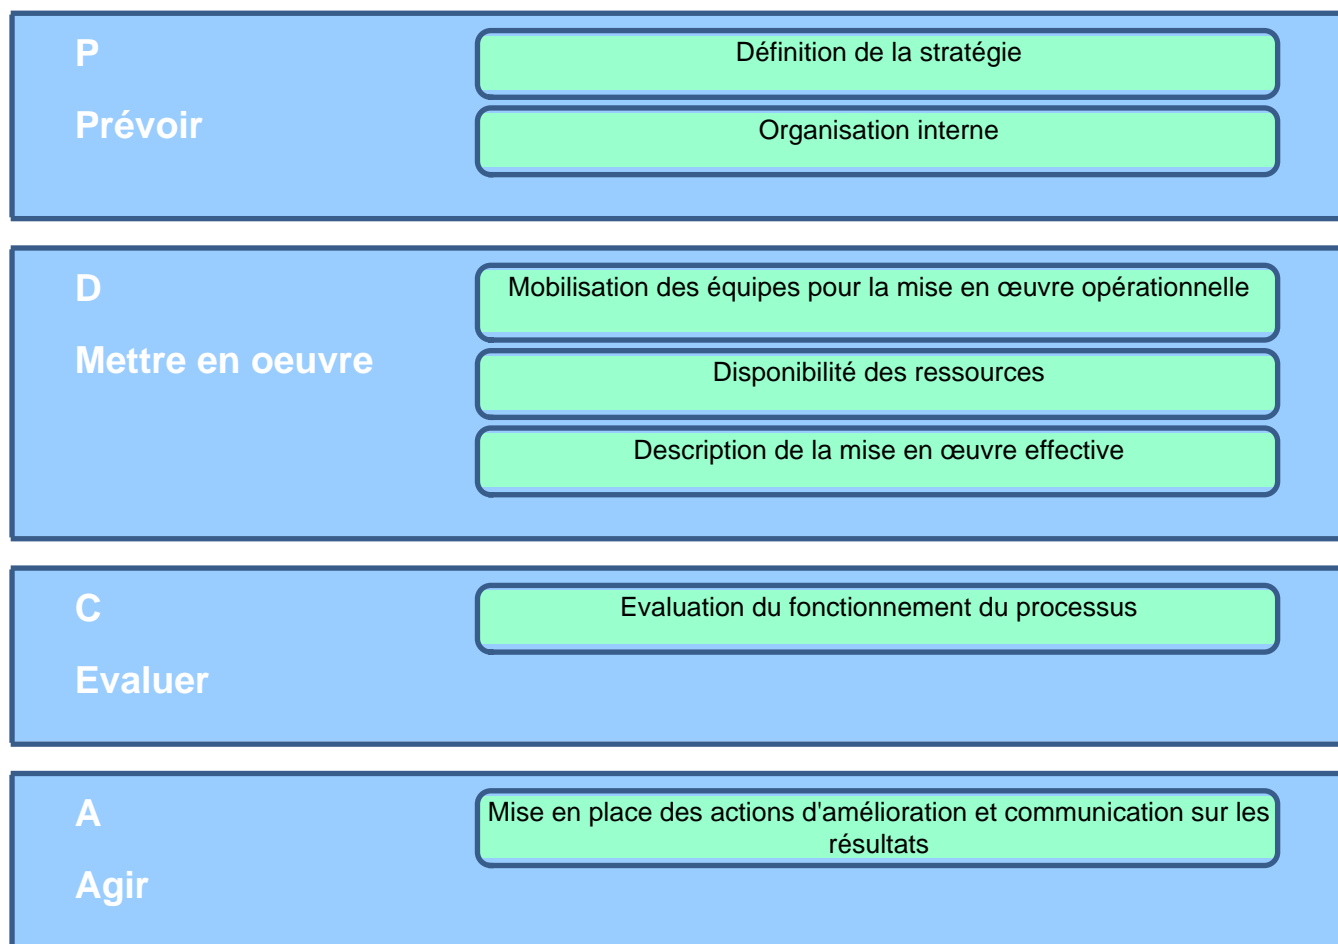 P
Prévoir
Définition de la stratégie
Organisation interne
D
Mettre en oeuvre
Mobilisation des équipes pour la mise en œuvre opérationnelle
Disponibilité des ressources
Description de la mise en œuvre effective
C
Evaluer
Evaluation du fonctionnement du processus
A
Agir
Mise en place des actions d'amélioration et communication sur les
résultats